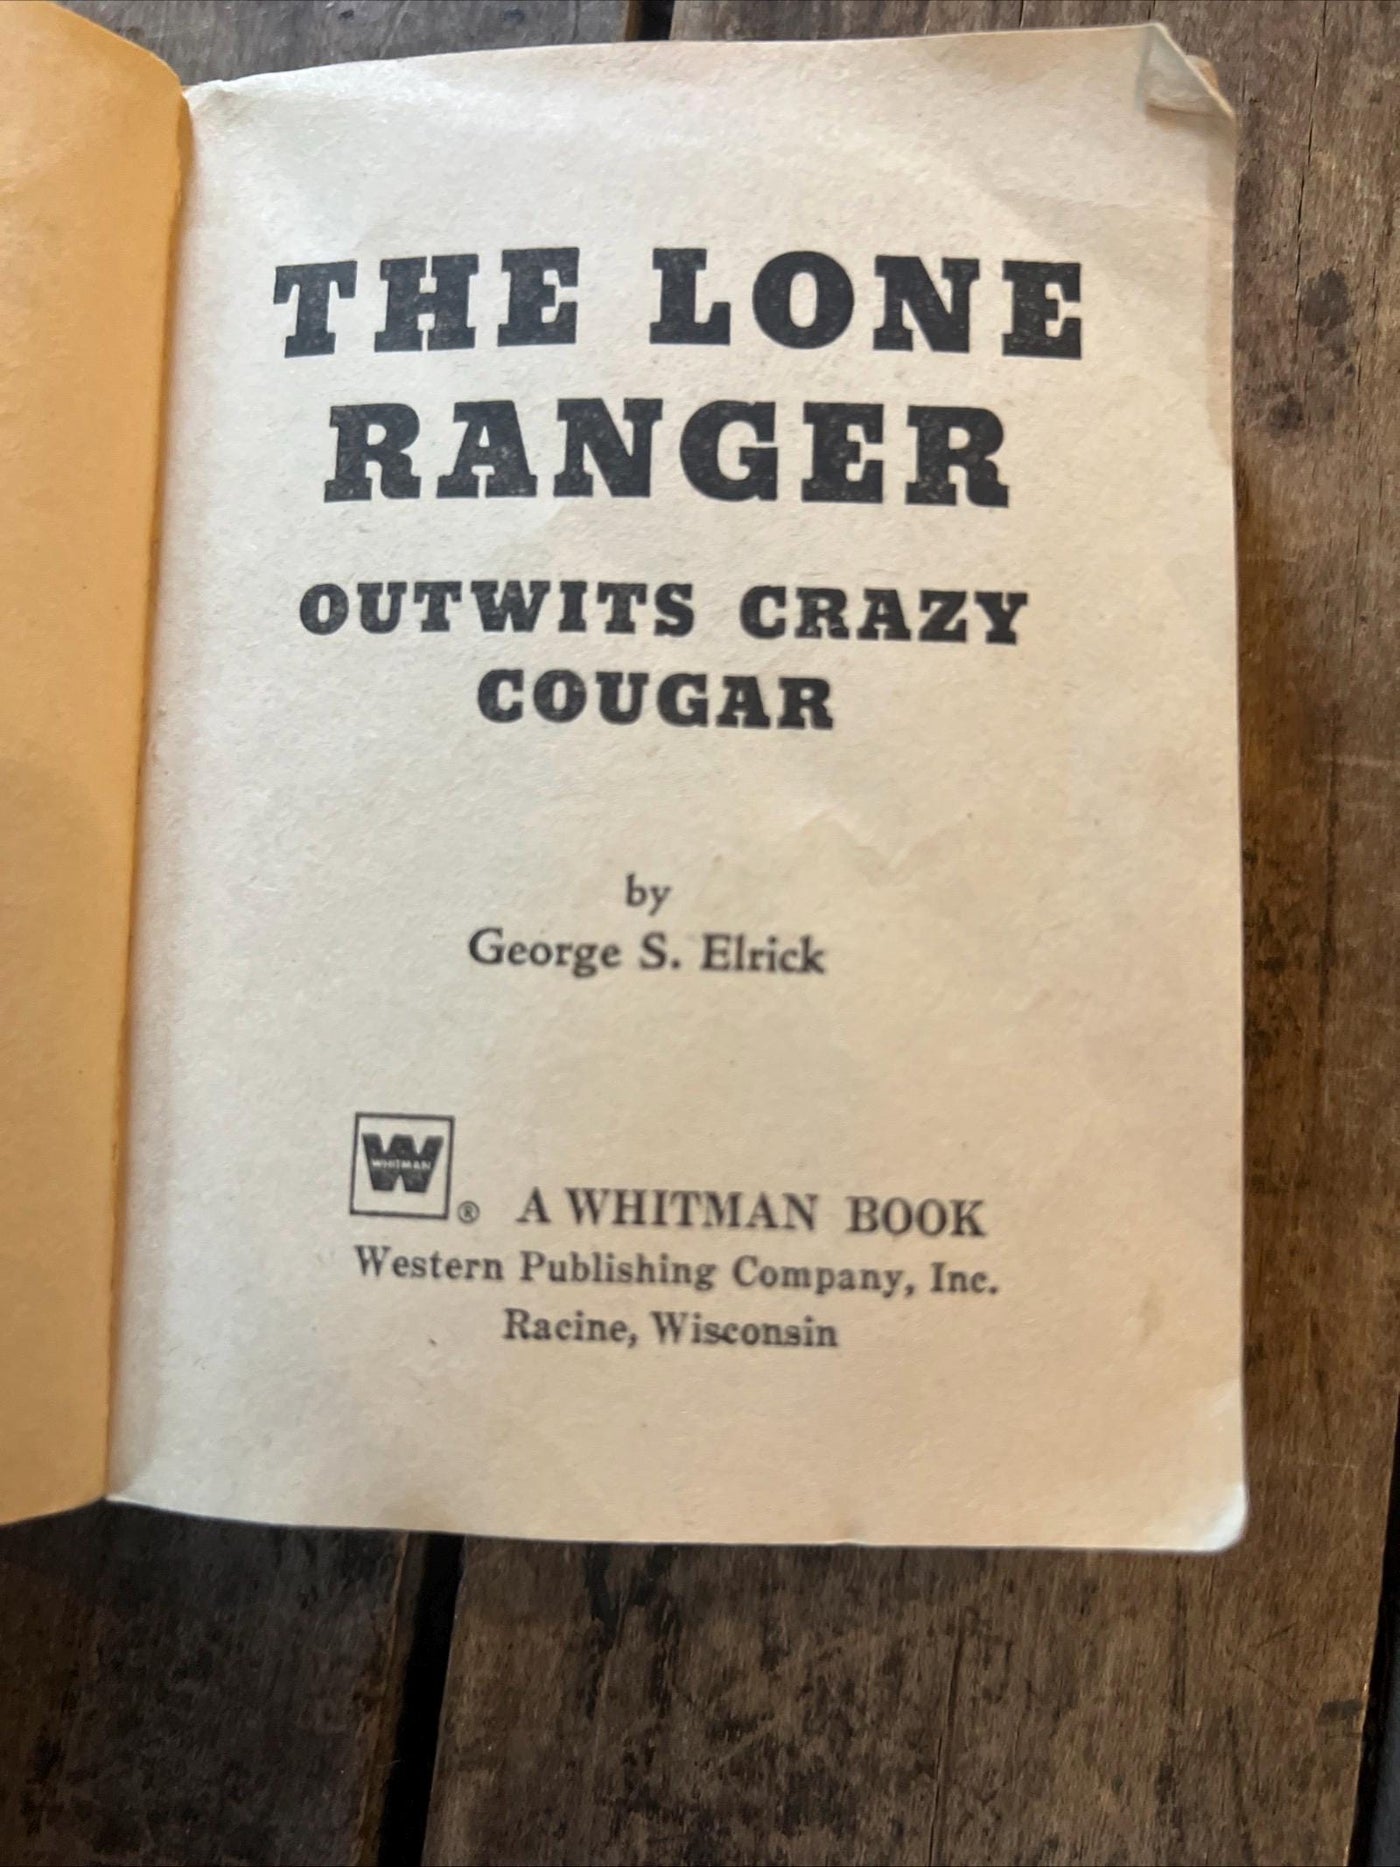 THE LONE
RANGER
OUTWITS CRAZY
COUGAR
by
George S. Elrick
WHITMAN
® A WHITMAN BOOK
Western Publishing Company, Inc.
Racine, Wisconsin